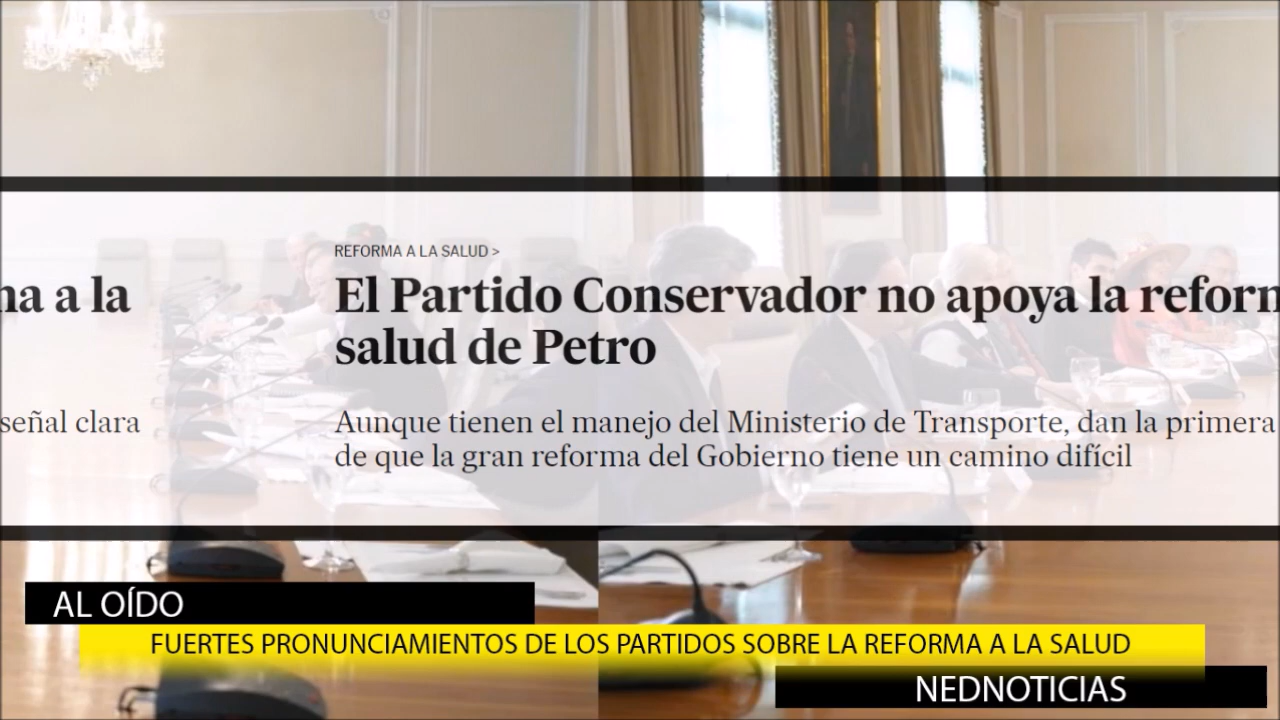 na a la
señal clara
REFORMA A LA SALUD >
El Partido Conservador no apoya la reforn
salud de Petro
Aunque tienen el manejo del Ministerio de Transporte, dan la primera
de que la gran reforma del Gobierno tiene un camino difícil
AL OÍDO
FUERTES PRONUNCIAMIENTOS DE LOS PARTIDOS SOBRE LA REFORMA A LA SALUD
NEDNOTICIAS